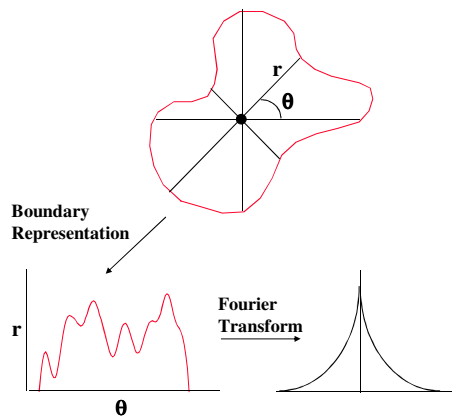 r
θ
Boundary
Representation
r
Fourier
Transform
θ